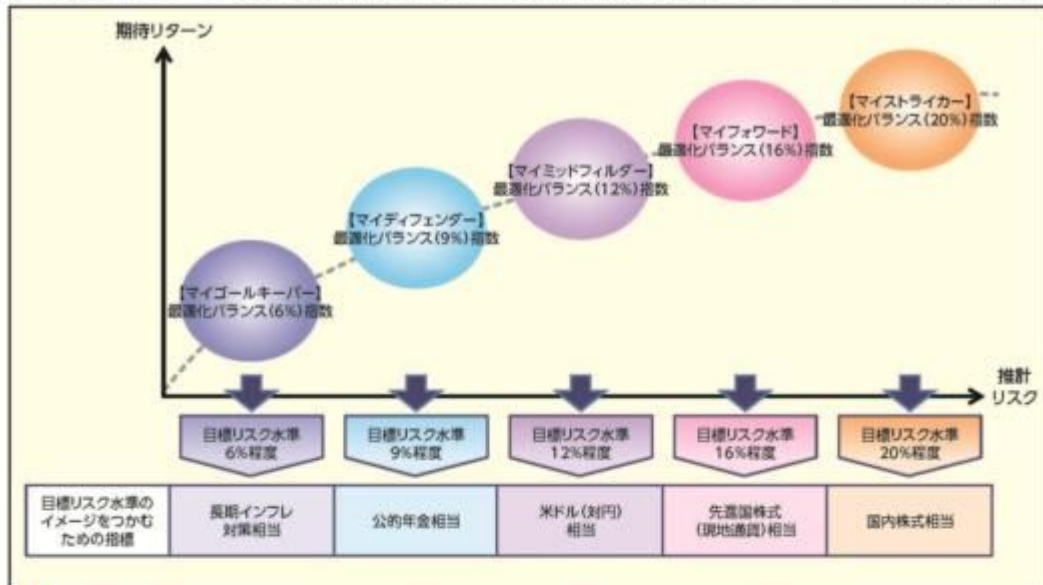 期待リターン
【マイストライカー】
最適化バランス(20%)指数
【マイフォワード】
最適化バランス(16%)指数
【マイミッドフィルダー】
最適化バランス(12%)指数
【マイディフェンダー】
最適化バランス(9%)指数
【マイゴールキーパー】
最適化バランス(6%)指数
推計
リスク
目標リスク水準
6%程度
目標リスク水準
9%程度
目標リスク水準
12%程度
目標リスク水準
16%程度
目標リスク水準
20%程度
目標リスク水準の
イメージをつかむ
ための指標
長期インフレ
対策相当
公的年金相当
米ドル(対円)
相当
先進国株式
(現地通貨)相当
国内株式相当